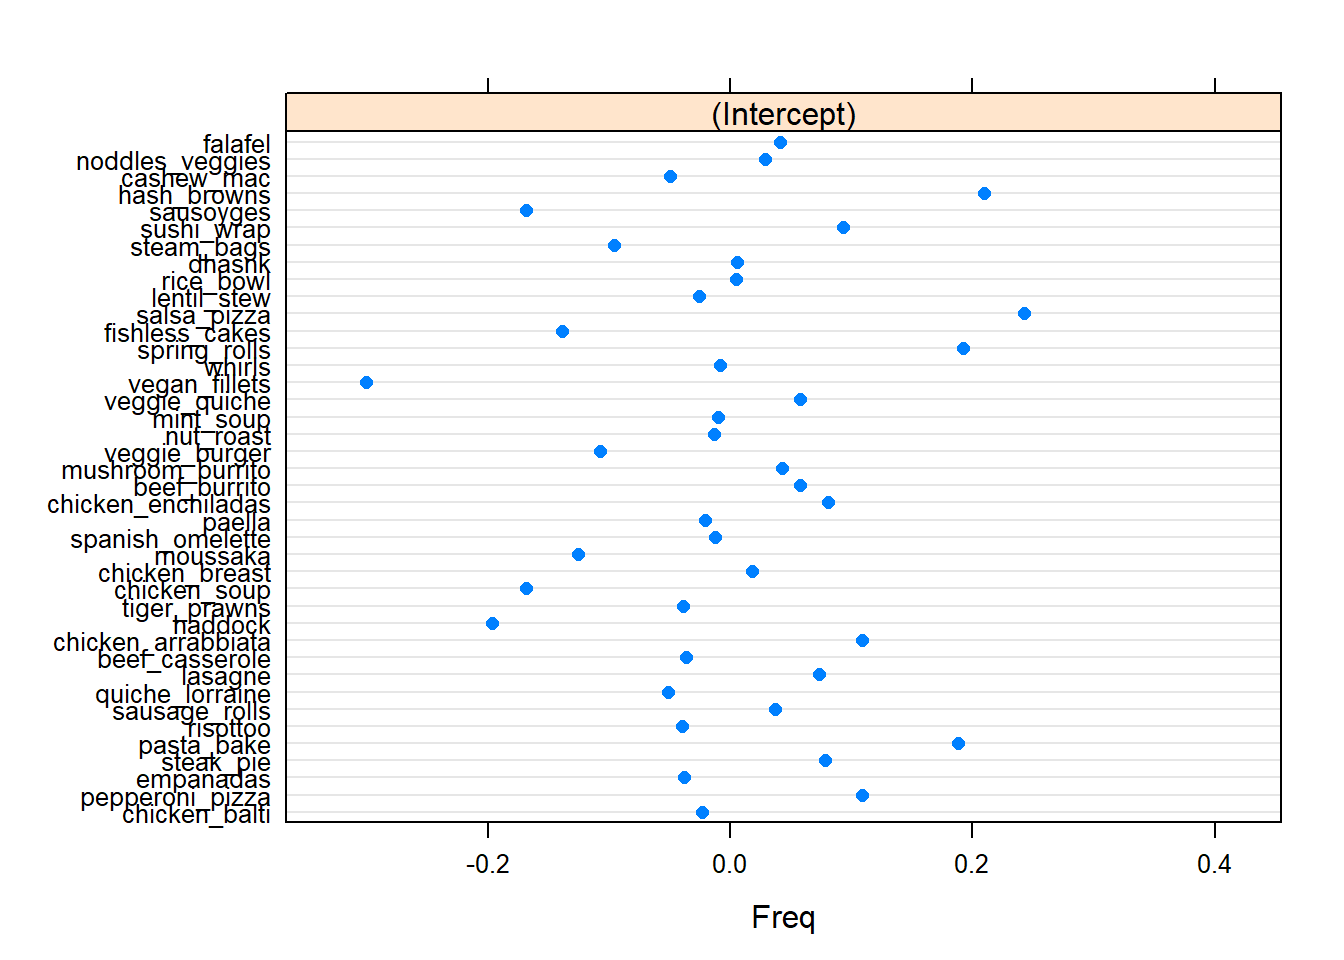 (Intercept)
falafel
noddles_veggies
cashew_mac
hash_browns
sausoyges
sushi_wrap
steam_bags
dhasnk
rice_bowl
lentil_stew
salsa_pizza
fishless_cakes
spring_rolls
whirls
vegan_fillets
veggie_quiche
mint_soup
nut_roast
veggie_burger
mushroom_burrito
beef_burrito
chicken_enchiladas
paella
spanish_omelette
moussaka
chicken_breast
chicken_soup
tiger_prawns
haddock
chicken_arrabbiata
beef_casserole
lasagne
quiche_lorraine
sausage_rolls
risottoo
pasta_bake
steak_pie
empanadas
pepperoni_pizza
chicken_balti
-0.2 0.0 0.2 0.4
Freq